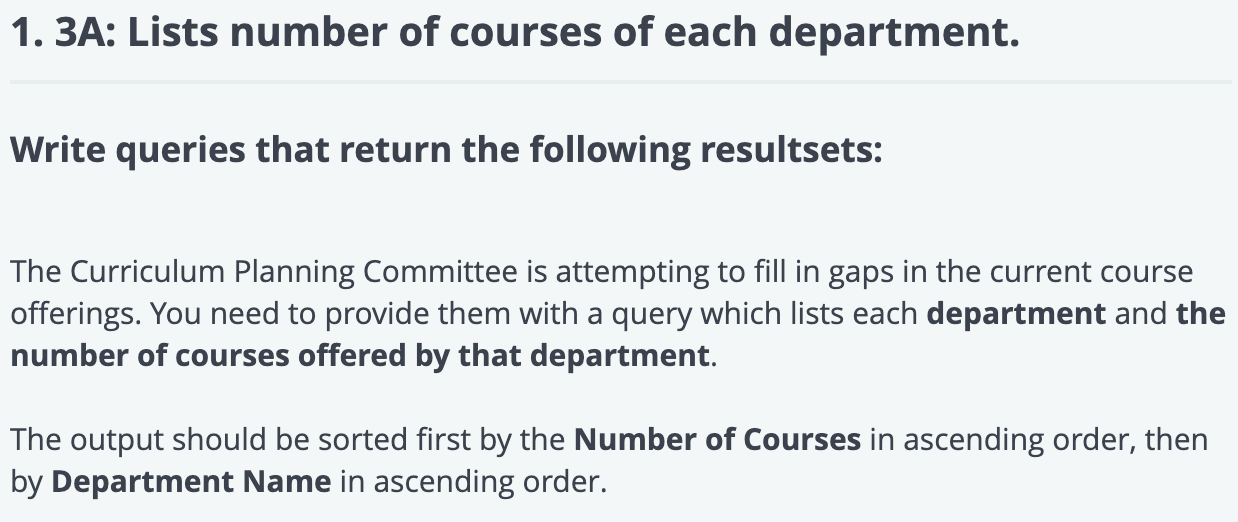 1. 3A: Lists number of courses of each department.
Write queries that return the following resultsets:
The Curriculum Planning Committee is attempting to fill in gaps in the current course
offerings. You need to provide them with a query which lists each department and the
number of courses offered by that department.
The output should be sorted first by the Number of Courses in ascending order, then
by Department Name in ascending order.